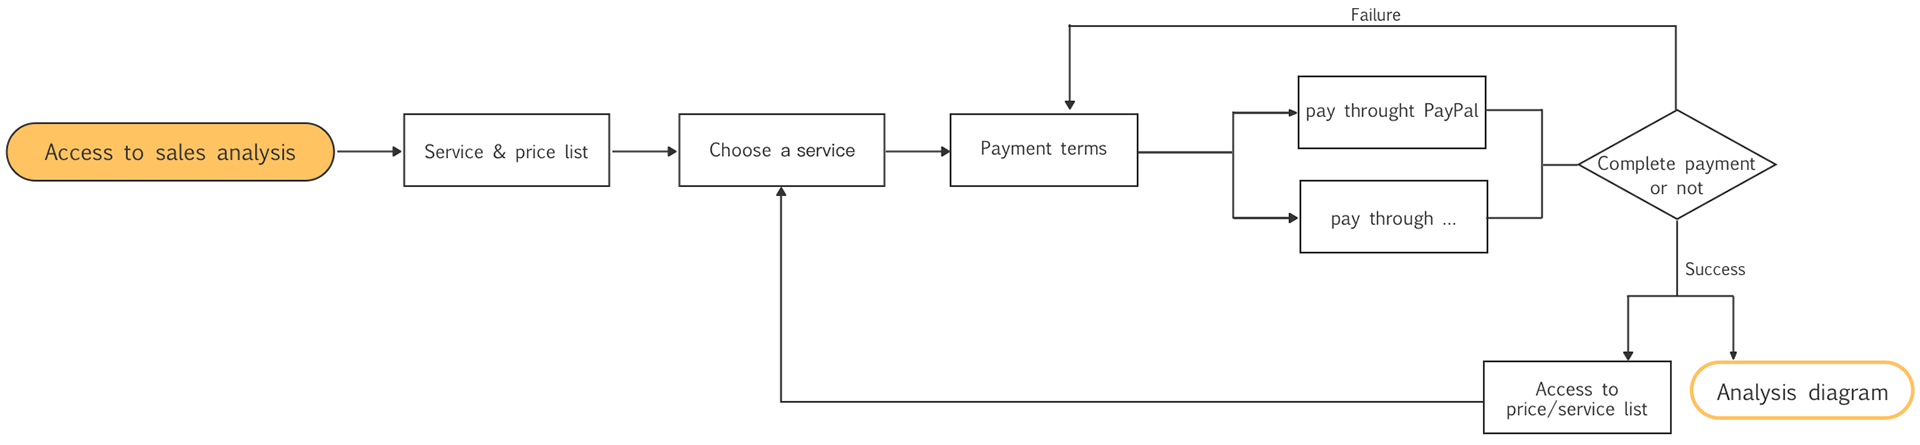 Failure
Access to sales analysis
Service & price list
Choose a service
Payment terms
pay throught PayPal
pay through ...
Complete payment
or not
Success
Access to
price/service list
Analysis diagram